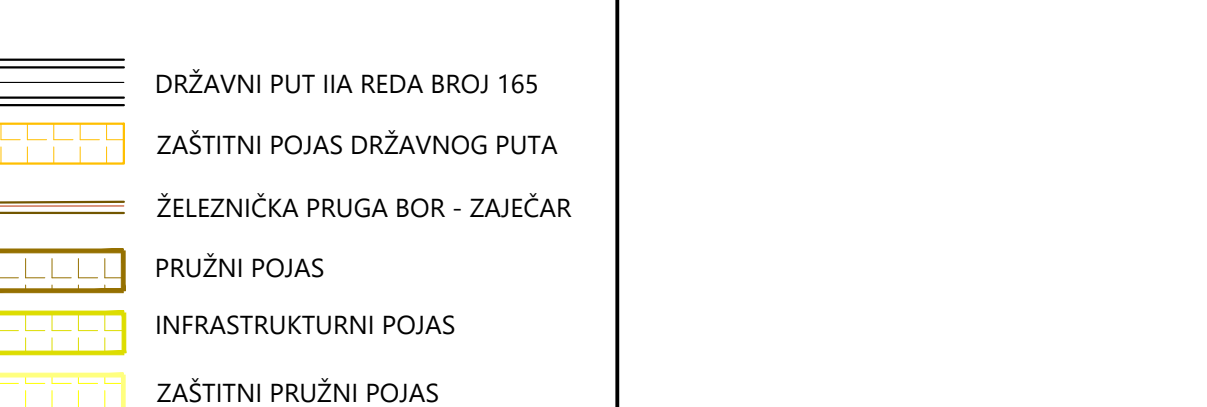 DRŽAVNI PUT IIA REDA BROJ 165
ZAŠTITNI POJAS DRŽAVNOG PUTA
ŽELEZNIČKA PRUGA BOR - ZAJEČAR
PRUŽNI POJAS
INFRASTRUKTURNI POJAS
ZAŠTITNI PRUŽNI POJAS